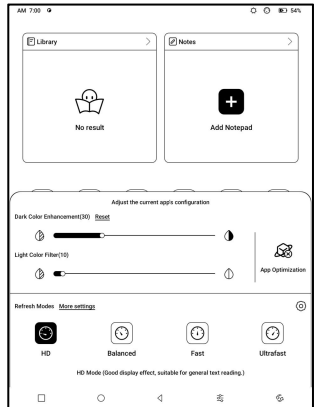 AM 7:00
54%
Library
Notes
No result
Add Notepad
Adjust the current app's configuration
Dark Color Enhancement(30) Reset
Light Color Filter(10)
App Optimization
Refresh Modes More settings
HD
Balanced
Fast
Ultrafast
HD Mode (Good display effect, suitable for general text reading.)